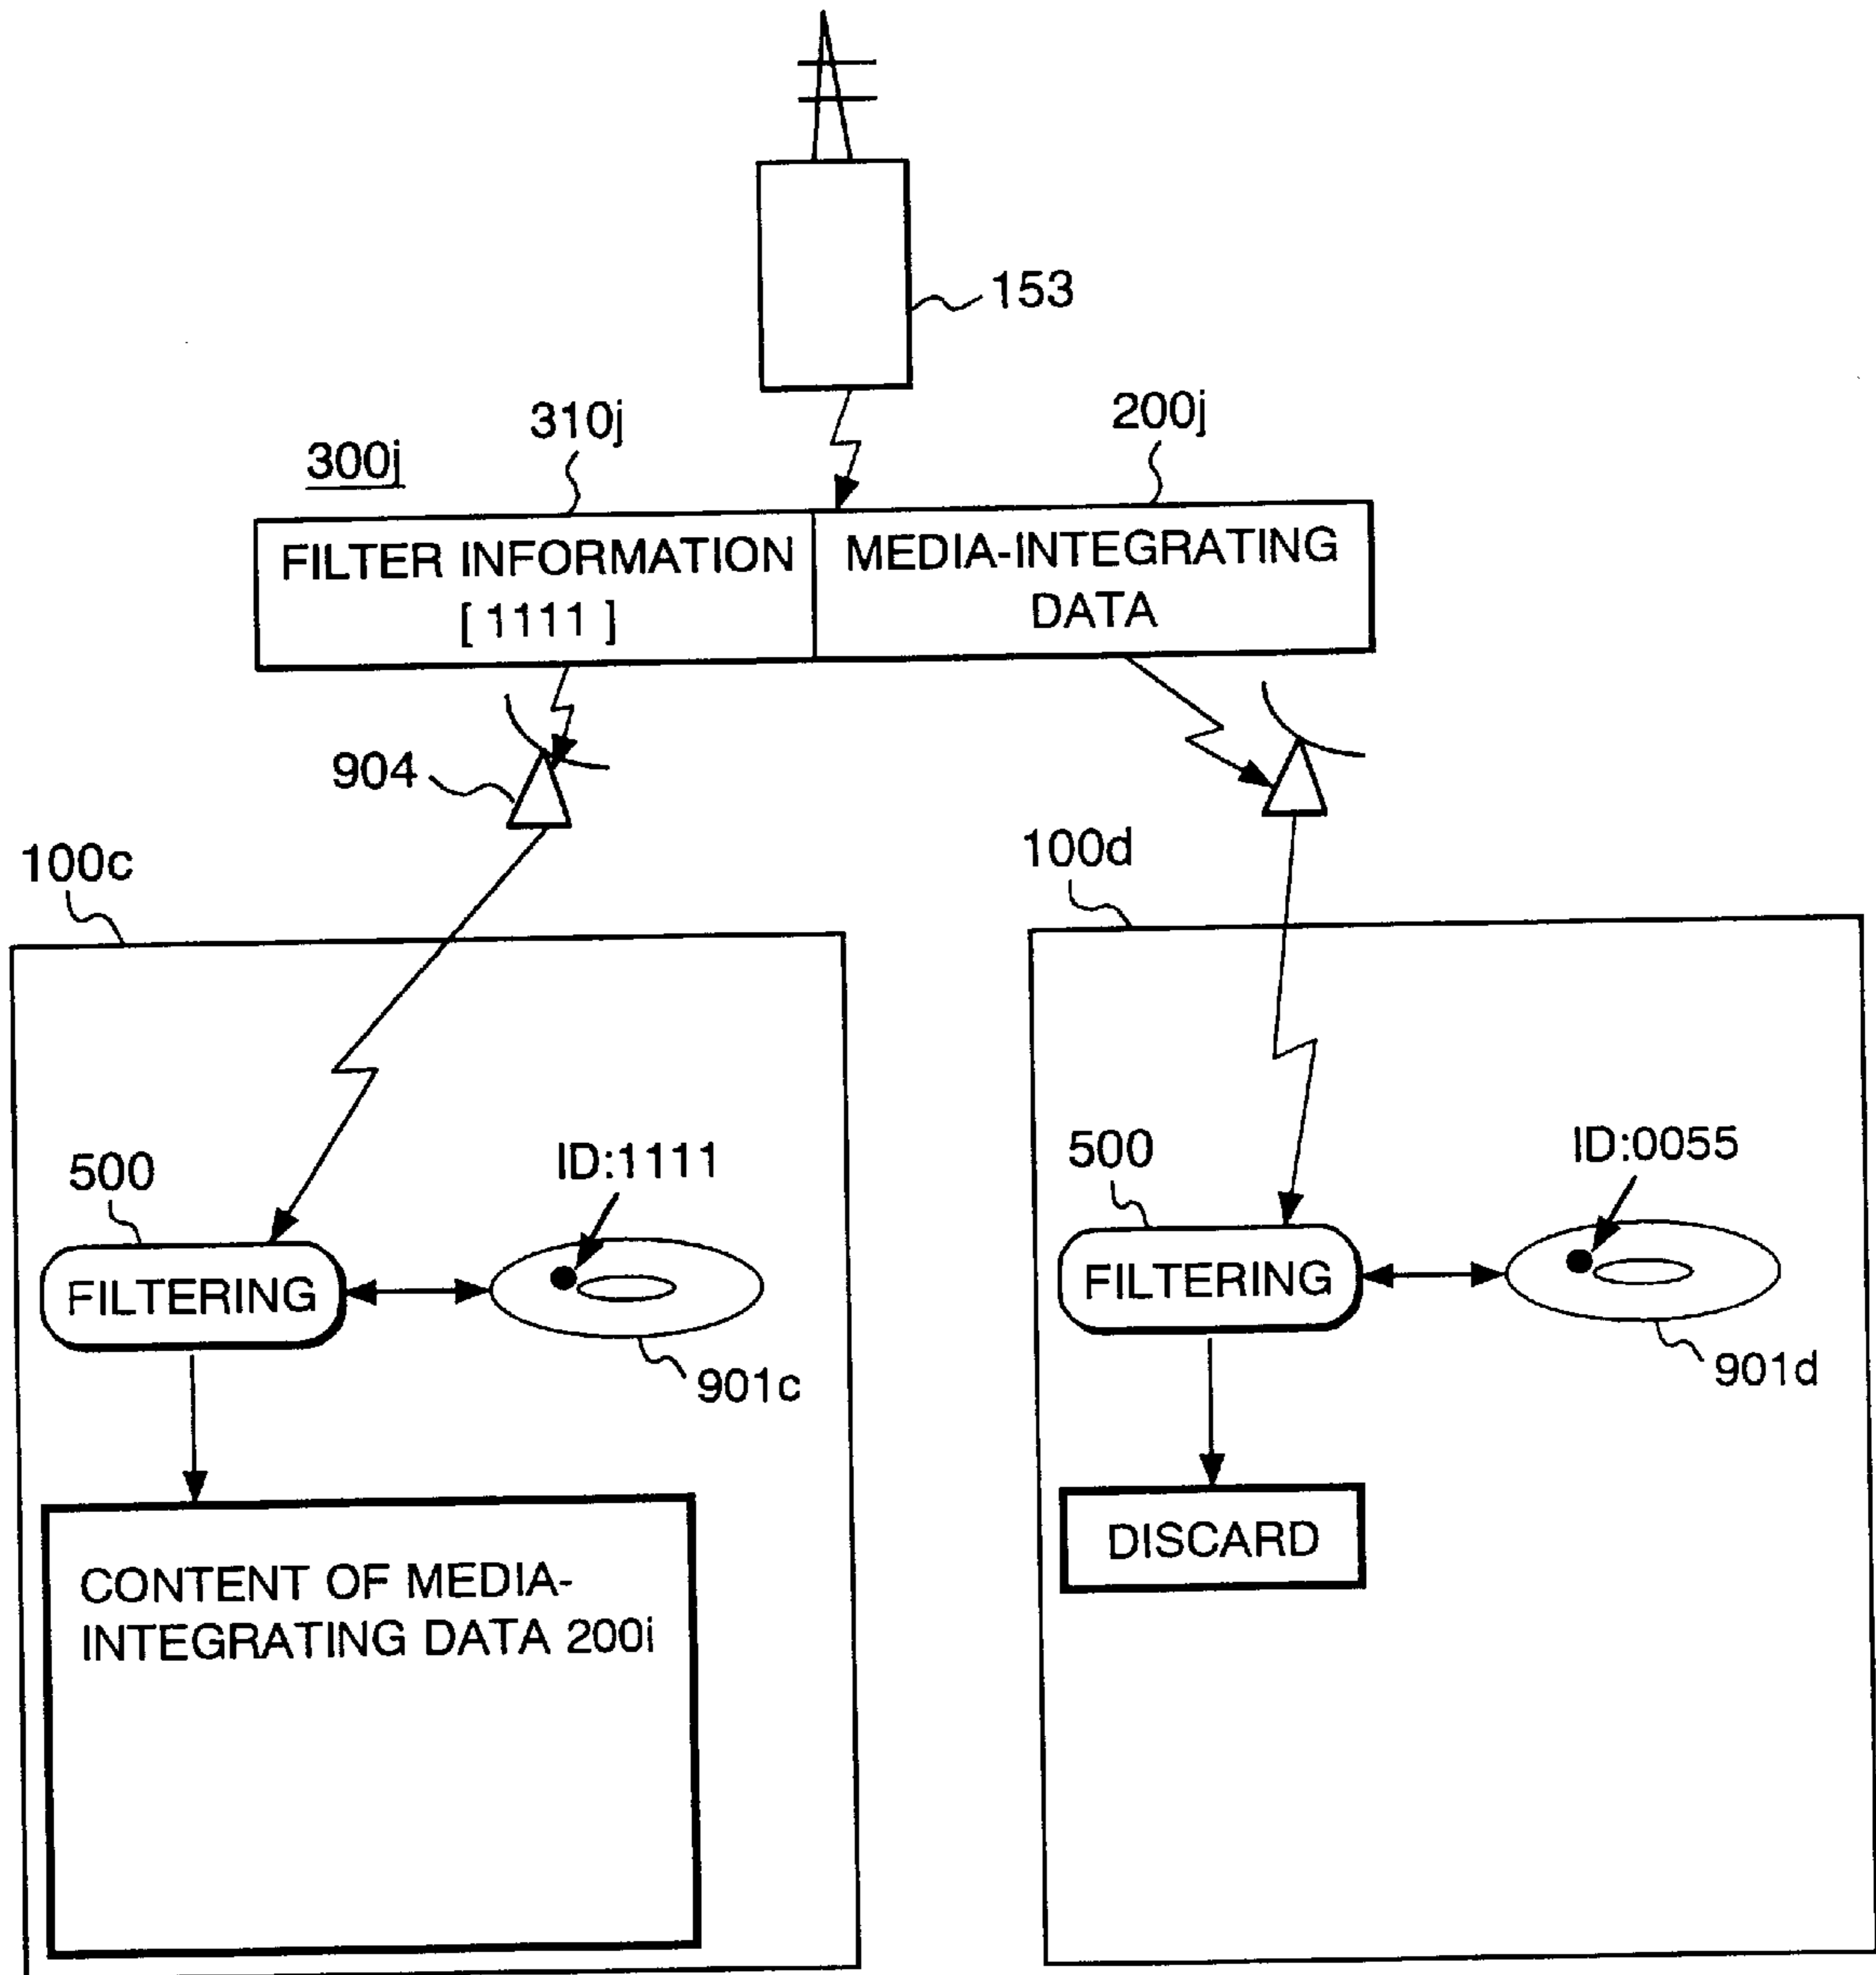 153
310j
200j
300j
FILTER INFORMATION
[ 1111 ]
MEDIA-INTEGRATING
DATA
904
100c
100d
500
ID:1111
FILTERING
901c
CONTENT OF MEDIA-
INTEGRATING DATA 200i
500
ID:0055
FILTERING
901d
DISCARD